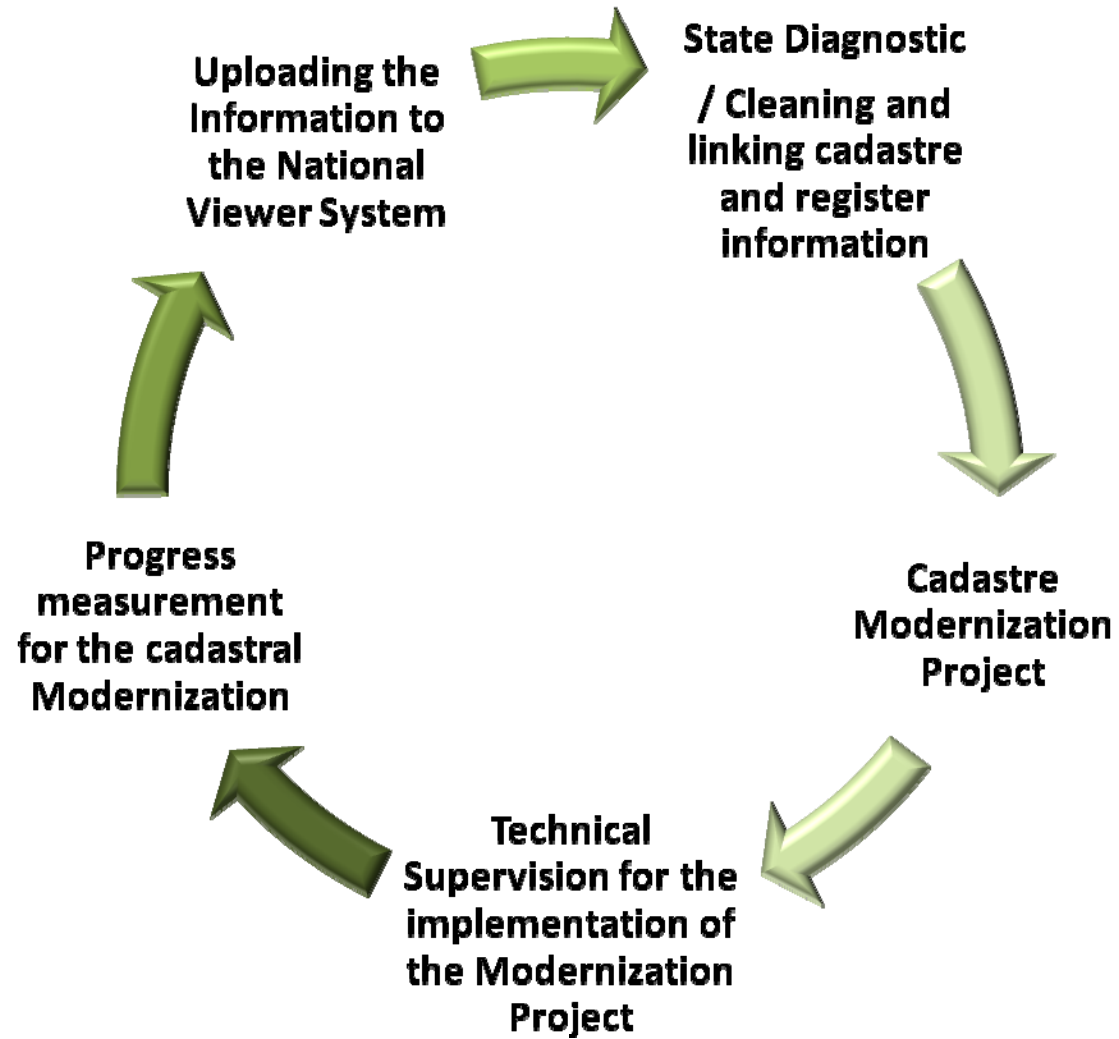 State Diagnostic
/ Cleaning and
linking cadastre
and register
information
Cadastre
Modernization
Project
Technical
Supervision for the
implementation of
the Modernization
Project
Progress
measurement
for the cadastral
Modernization
Uploading the
Information to
the National
Viewer System